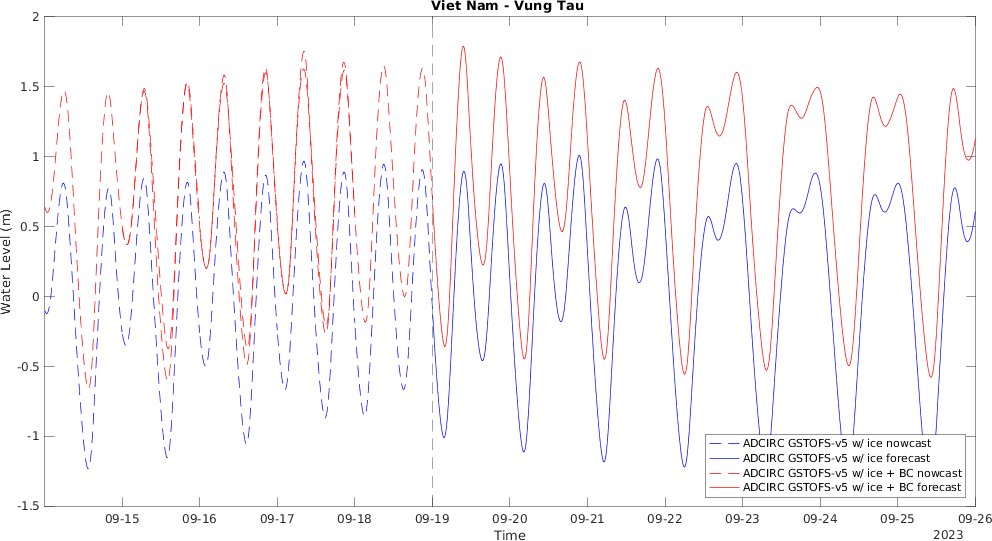 Viet Nam - Vung Tau
Water Level (m)
2
1.5
1
0.5
0
-0.5
-1
-1.5
ADCIRC GSTOFS-v5 w/ ice nowcast
ADCIRC GSTOFS-v5 w/ ice forecast
ADCIRC GSTOFS-v5 w/ ice + BC nowcast
ADCIRC GSTOFS-v5 w/ ice + BC forecast
09-15 09-16 09-17 09-18 09-19 09-20 09-21 09-22 09-23 09-24 09-25 09-26
Time
2023